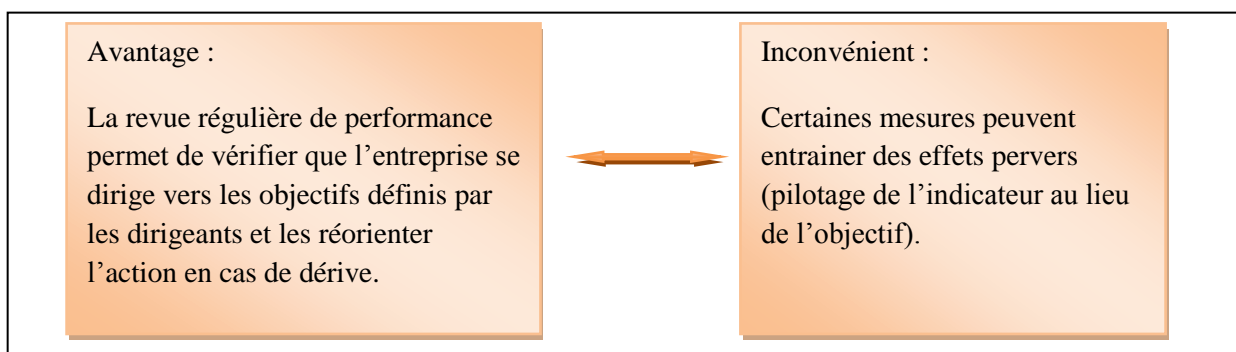 Avantage :
La revue régulière de performance
permet de vérifier que l’entreprise se
dirige vers les objectifs définis par
les dirigeants et les réorienter
l’action en cas de dérive.
Inconvénient :
Certaines mesures peuvent
entrainer des effets pervers
(pilotage de l’indicateur au lieu
de l’objectif).